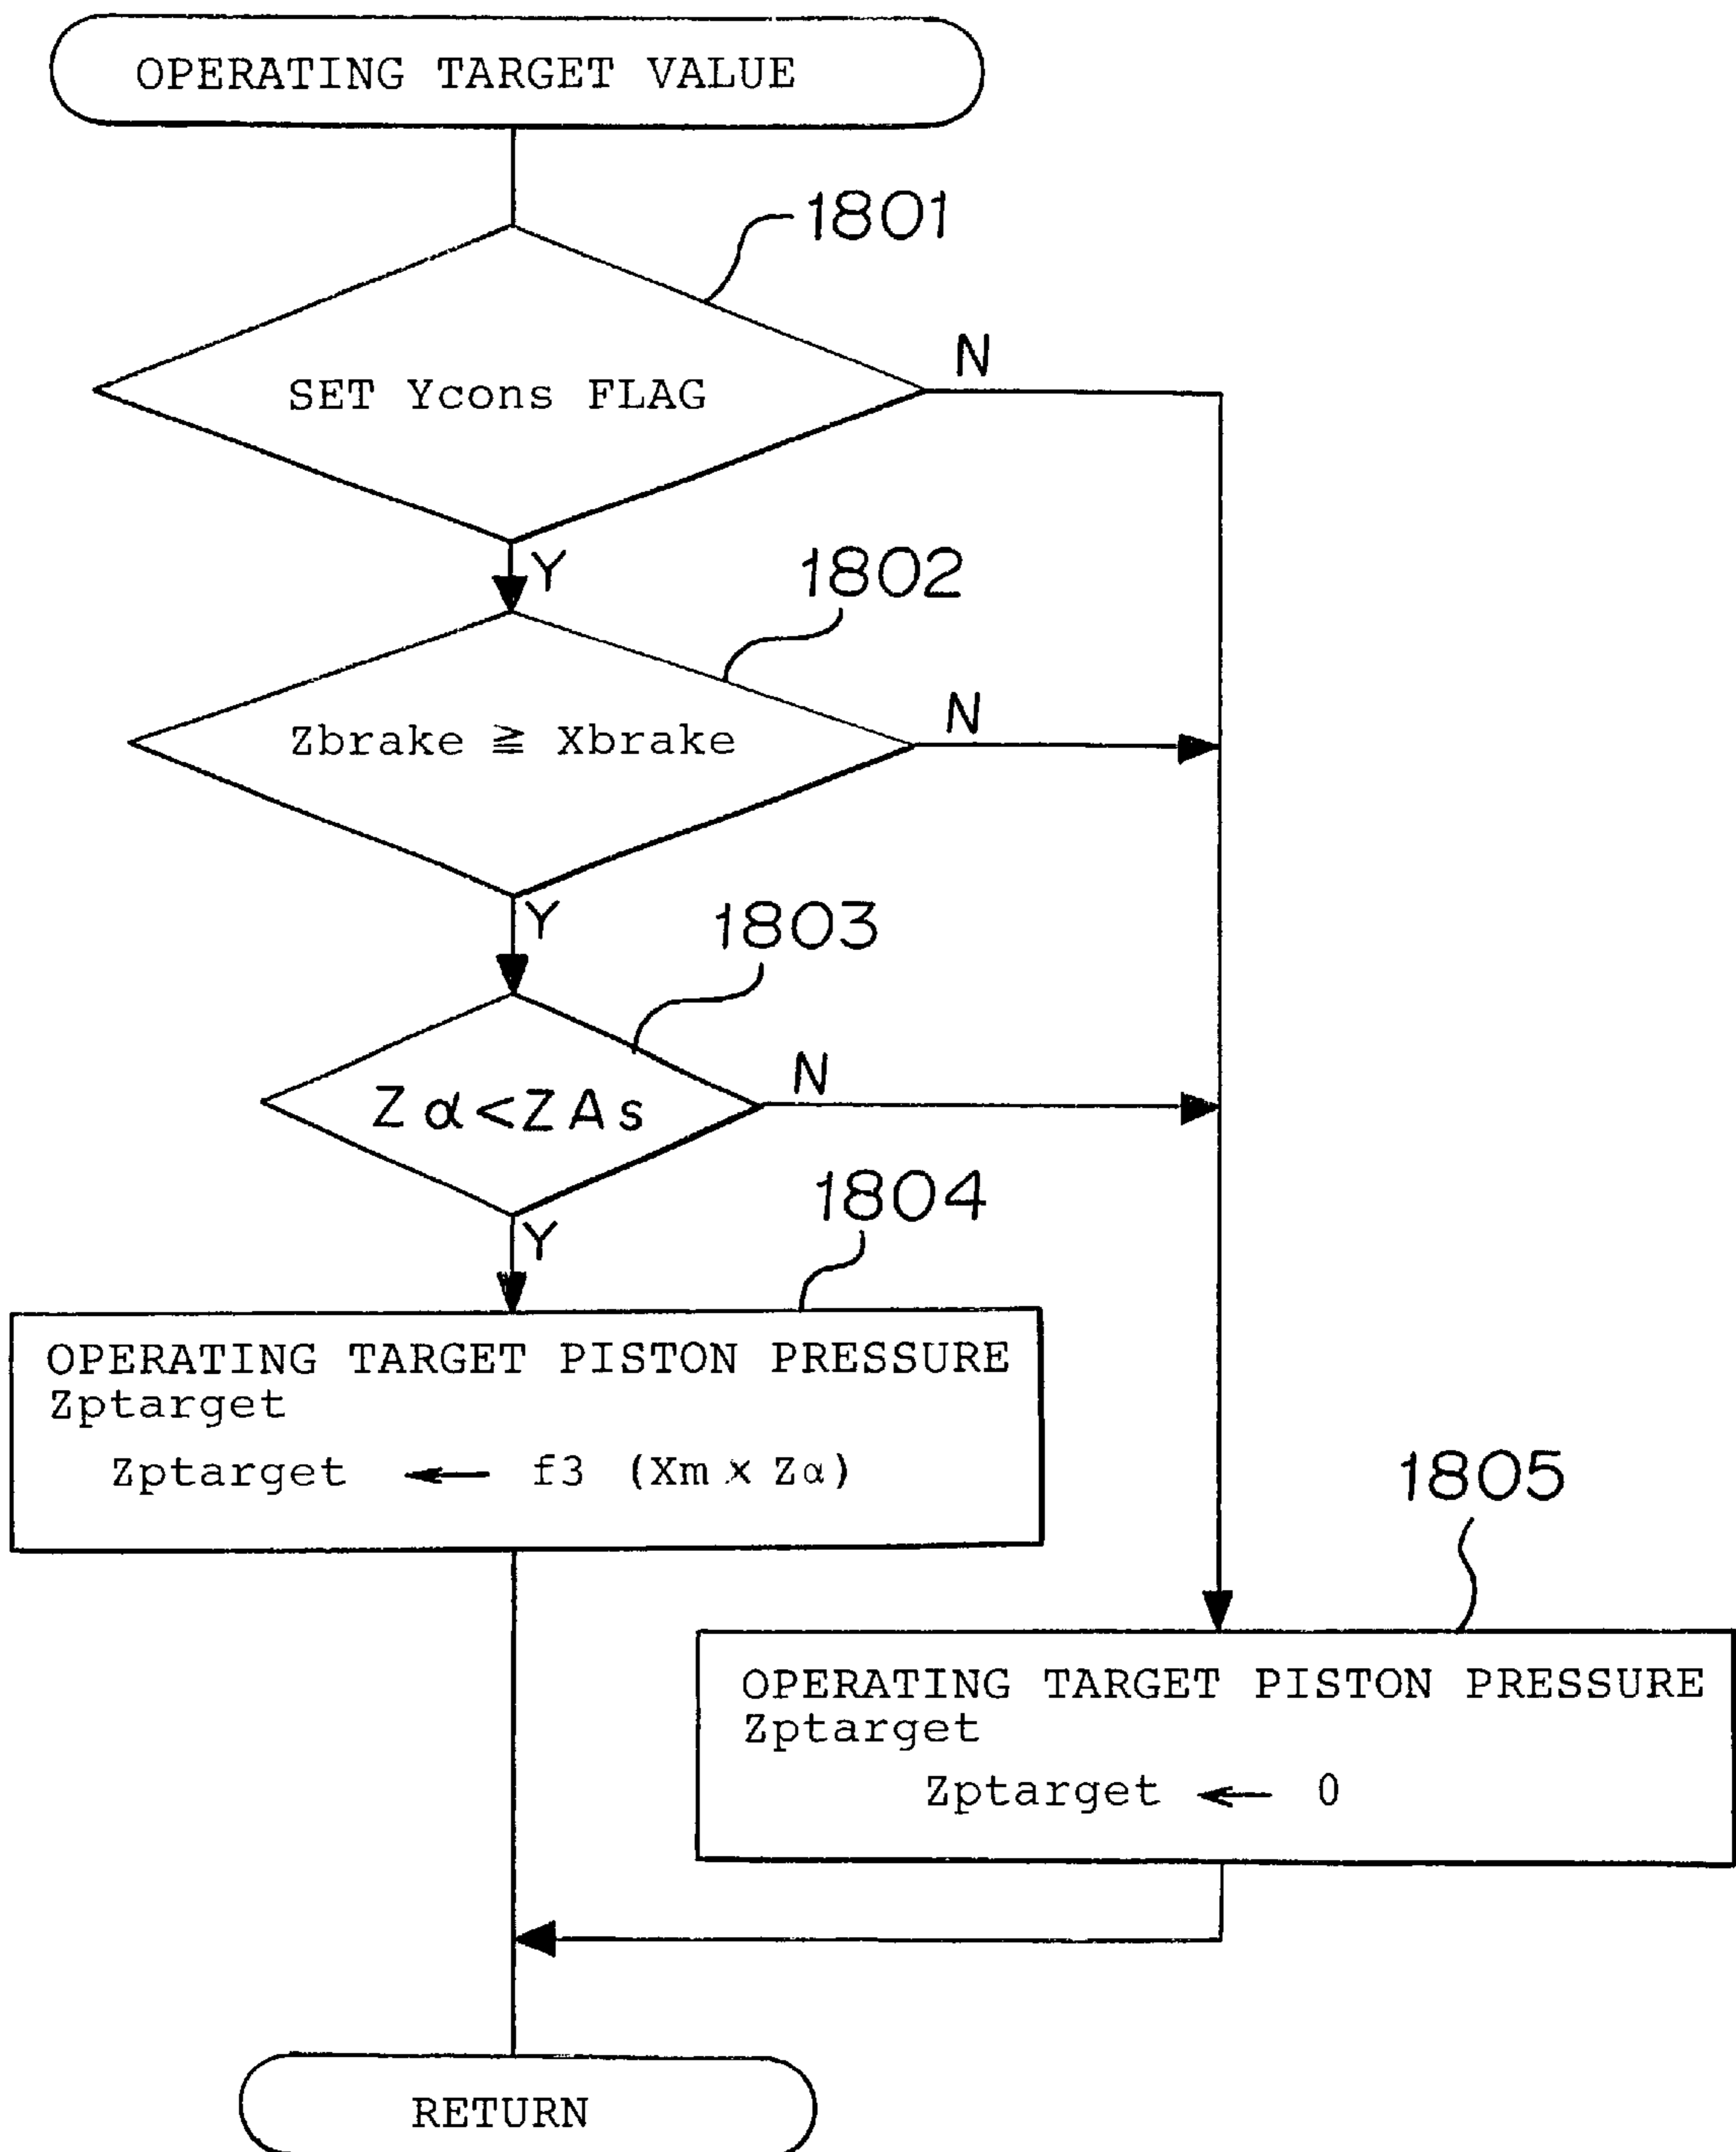 OPERATING TARGET VALUE
1801
SET Ycons FLAG
N
Y
1802
Zbrake ≧ Xbrake
N
Y
1803
Zα<ZAs
N
Y
1804
OPERATING TARGET PISTON PRESSURE
Zptarget
Zptarget ← f3 (Xm × Zα)
1805
OPERATING TARGET PISTON PRESSURE
Zptarget
Zptarget ← 0
RETURN